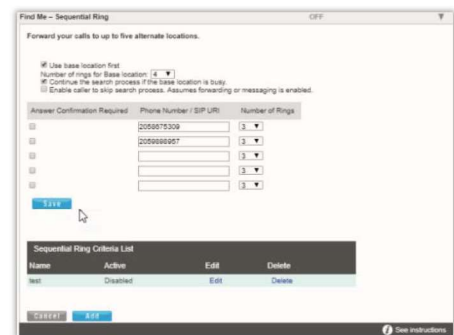 Find Me – Sequential Ring OFF
Forward your calls to up to five alternate locations.
Use base location first
Number of rings for Base location: 4
Continue the search process if the base location is busy.
Enable caller to skip search process. Assumes forwarding or messaging is enabled.
Answer Confirmation Required Phone Number / SIP URI Number of Rings
2058675309 3
2059898957 3
3
3
3
Save
Sequential Ring Criteria List
Name Active Edit Delete
test Disabled Edit Delete
Cancel Add
See instructions